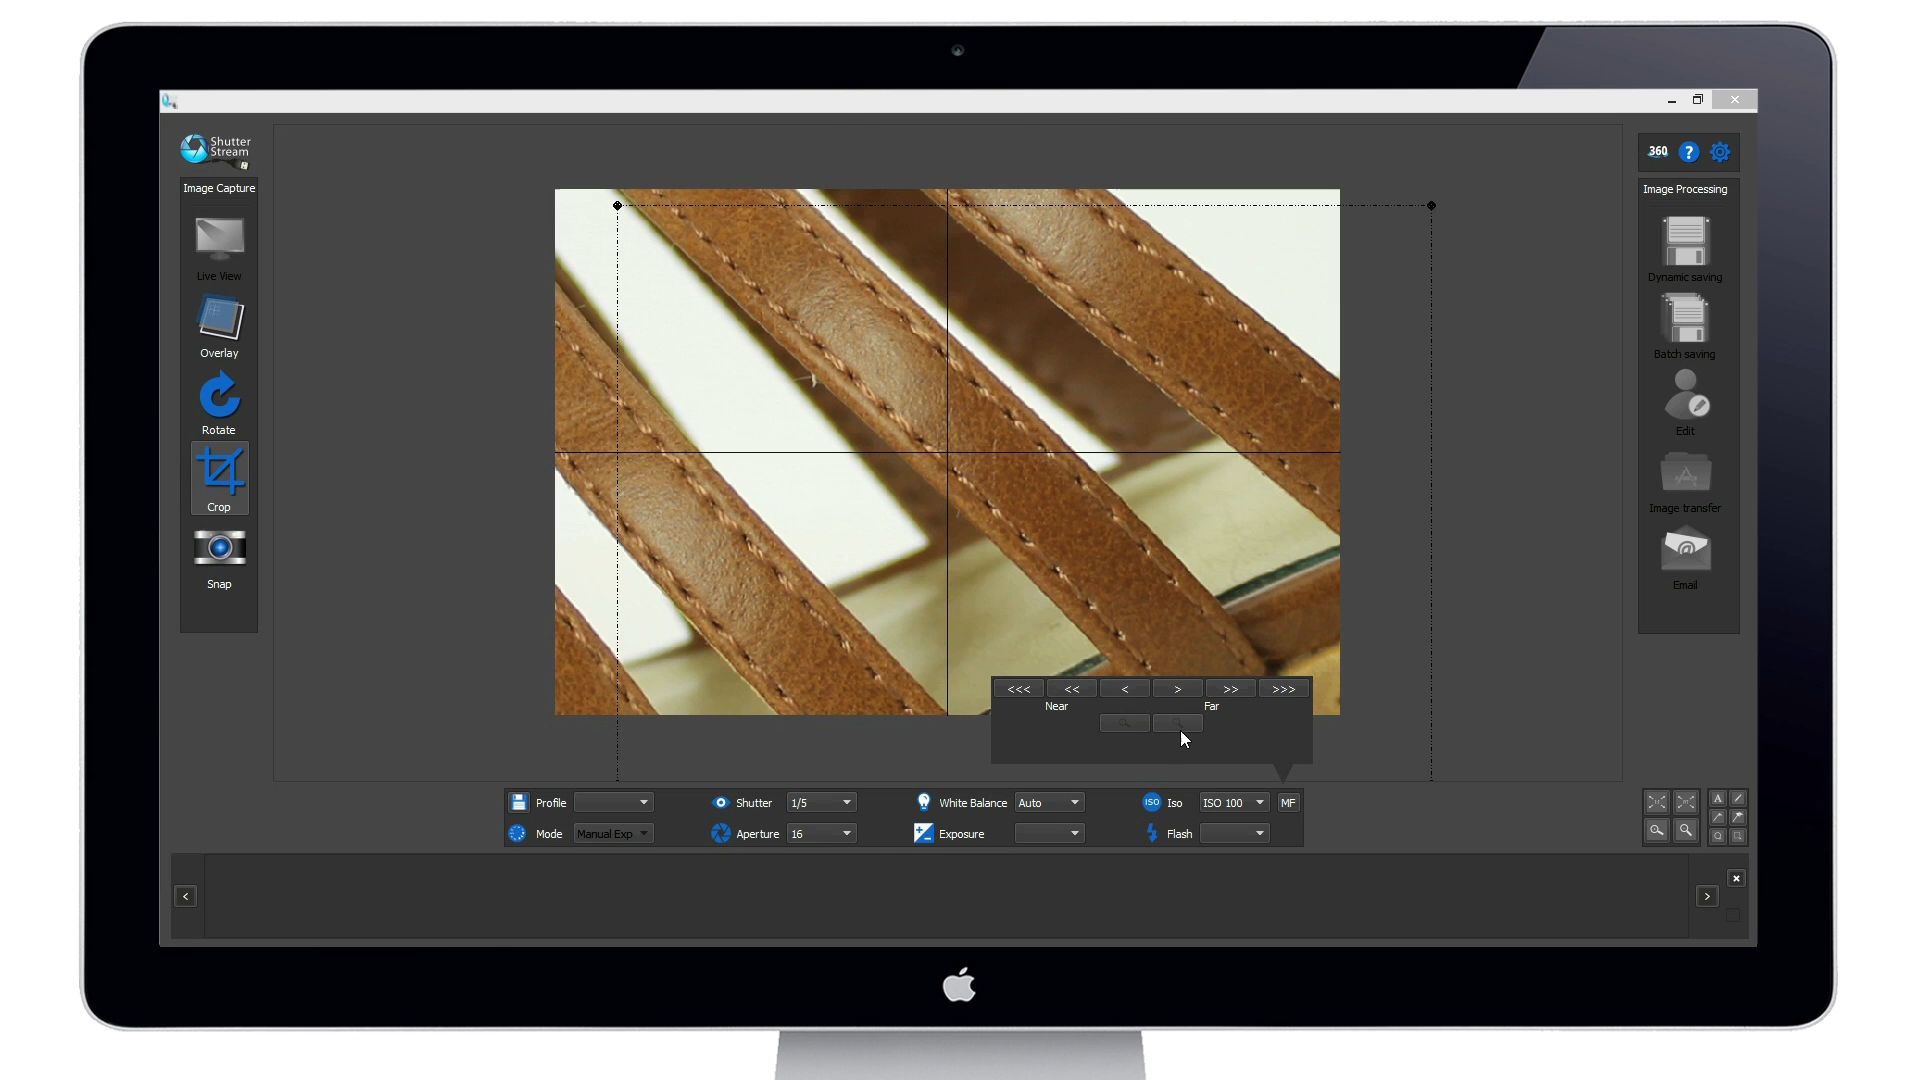 Shutter
Stream
Image Capture
Live View
Overlay
Rotate
Crop
Snap
360
?
Image Processing
Dynamic saving
Batch saving
Edit
Image transfer
@
Email
<<< << < > >> >>>
Near Far
Profile Shutter 1/5 White Balance Auto ISO Iso ISO 100 MF
Mode Manual Exp Aperture 16 Exposure Flash
A
< >